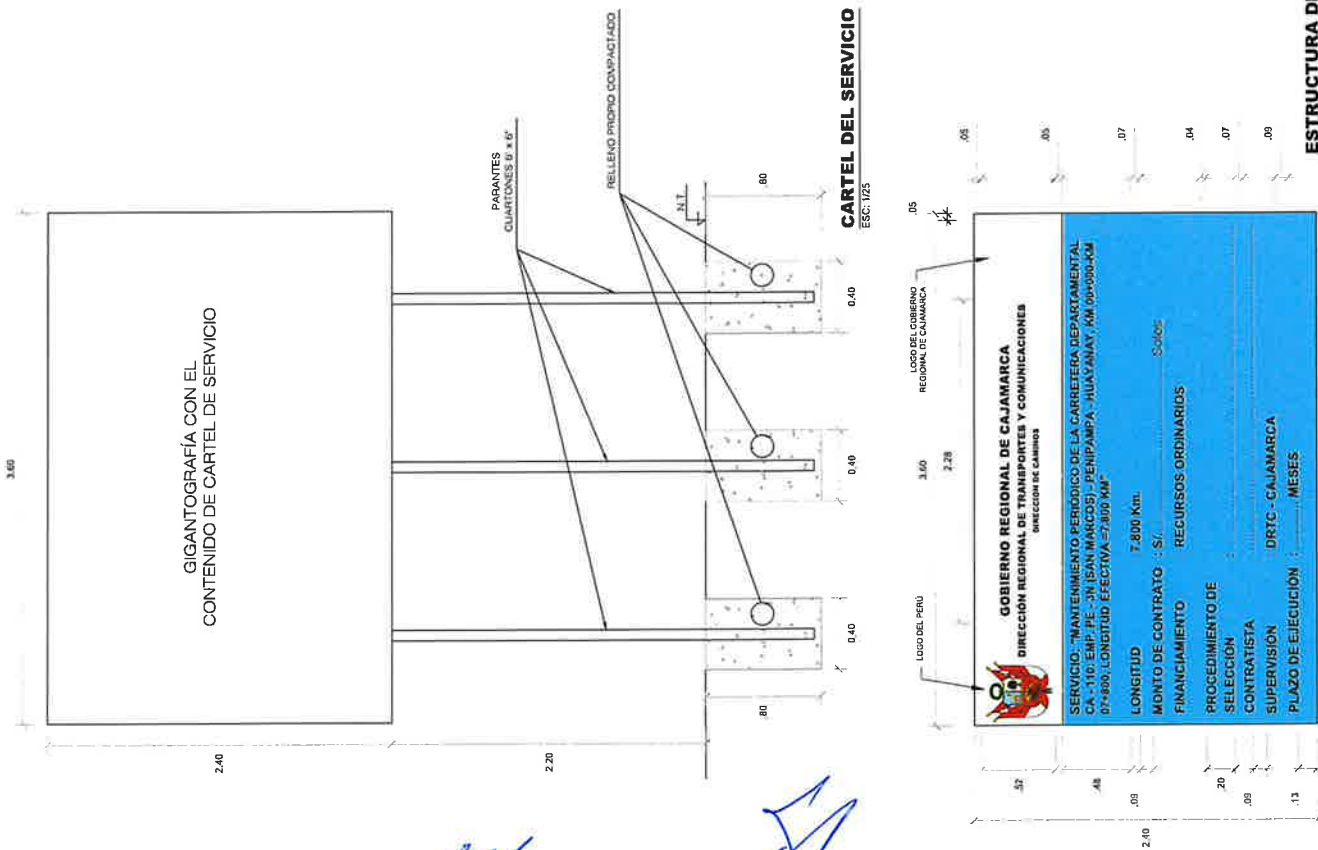 3.60
GIGANTOGRAFÍA CON EL
CONTENIDO DE CARTEL DE SERVICIO
2,40
2.20
PARANTES
CUARTONES 6" x 6"
RELLENO PROPIO COMPACTADO
N.T.
.80
.80
0,40
0,40
0,40
CARTEL DEL SERVICIO
ESC: 1/25
LOGO DEL PERÚ
LOGO DEL GOBIERNO
REGIONAL DE CAJAMARCA
3,60
2.28
.05
GOBIERNO REGIONAL DE CAJAMARCA
DIRECCIÓN REGIONAL DE TRANSPORTES Y COMUNICACIONES
DIRECCION DE CAMINOS
SERVICIO: "MANTENIMIENTO PERIÓDICO DE LA CARRETERA DEPARTAMENTAL
CA - 110: EMP. PE - 3N (SAN MARCOS) - PENIPAMPA - HUAYANAY, KM 00+000-KM
07+800, LONGITUD EFECTIVA =7.800 KM"
LONGITUD 7.800 Km.
MONTO DE CONTRATO : S/. Soles
FINANCIAMIENTO RECURSOS ORDINARIOS
PROCEDIMIENTO DE
SELECCIÓN :
CONTRATISTA
SUPERVISIÓN DRTC - CAJAMARCA
PLAZO DE EJECUCIÓN : MESES
.52
.48
.09
.20
.09
.13
2,40
.05
.05
.07
.04
.07
.09
ESTRUCTURA